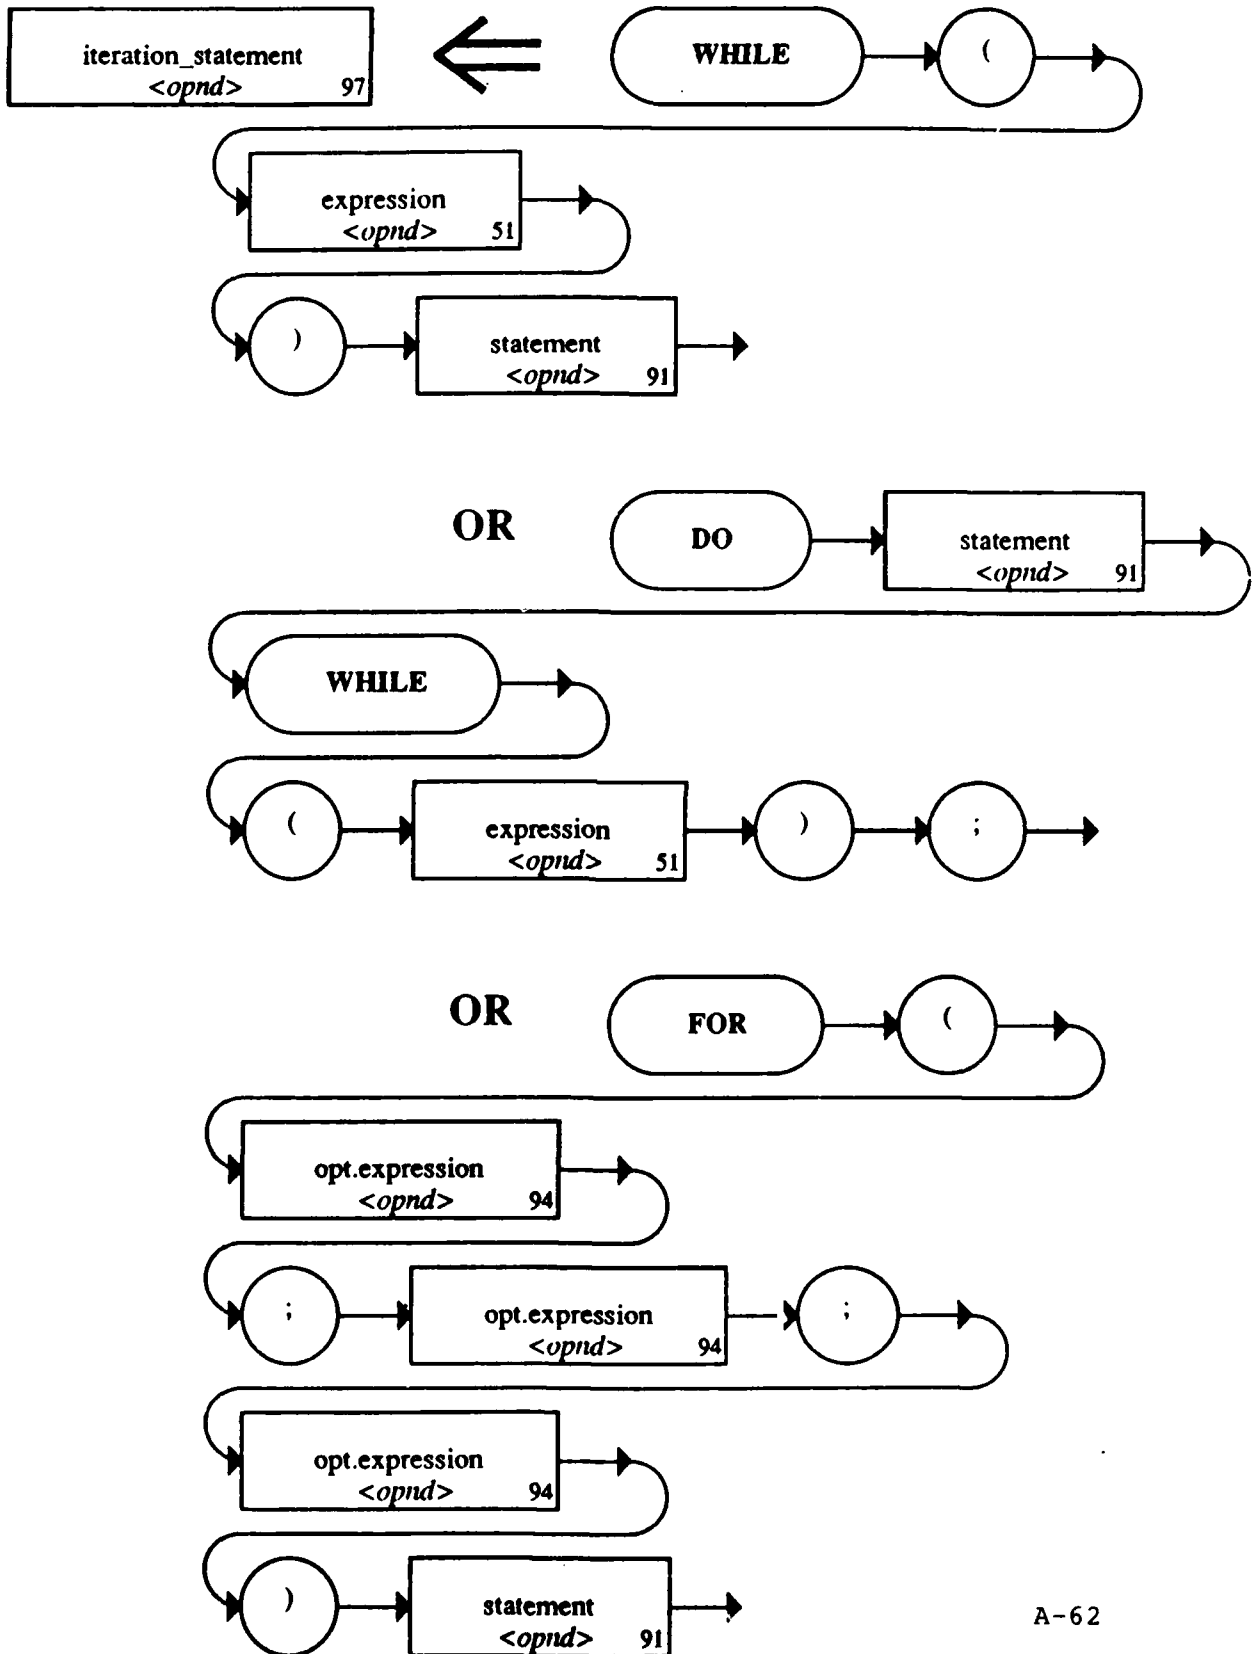 iteration_statement
<opnd> 97
WHILE (
expression
<opnd> 51
)
statement
<opnd> 91
OR DO
statement
<opnd> 91
WHILE
(
expression
<opnd> 51
) ;
OR FOR (
opt.expression
<opnd> 94
;
opt.expression
<opnd> 94
;
opt.expression
<opnd> 94
)
statement
<opnd> 91
A-62